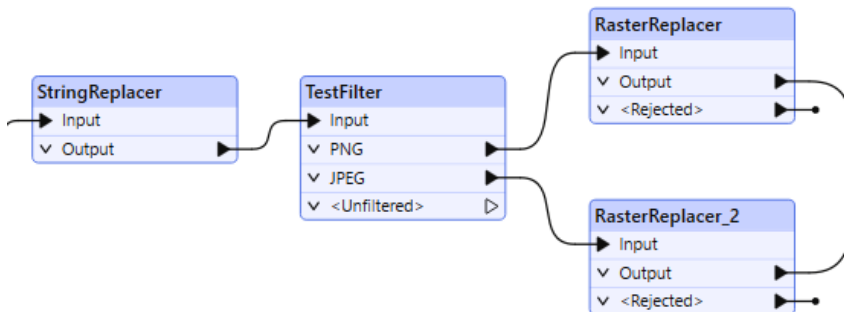 StringReplacer
Input
Output
TestFilter
Input
PNG
JPEG
<Unfiltered>
RasterReplacer
Input
Output
<Rejected>
RasterReplacer_2
Input
Output
<Rejected>